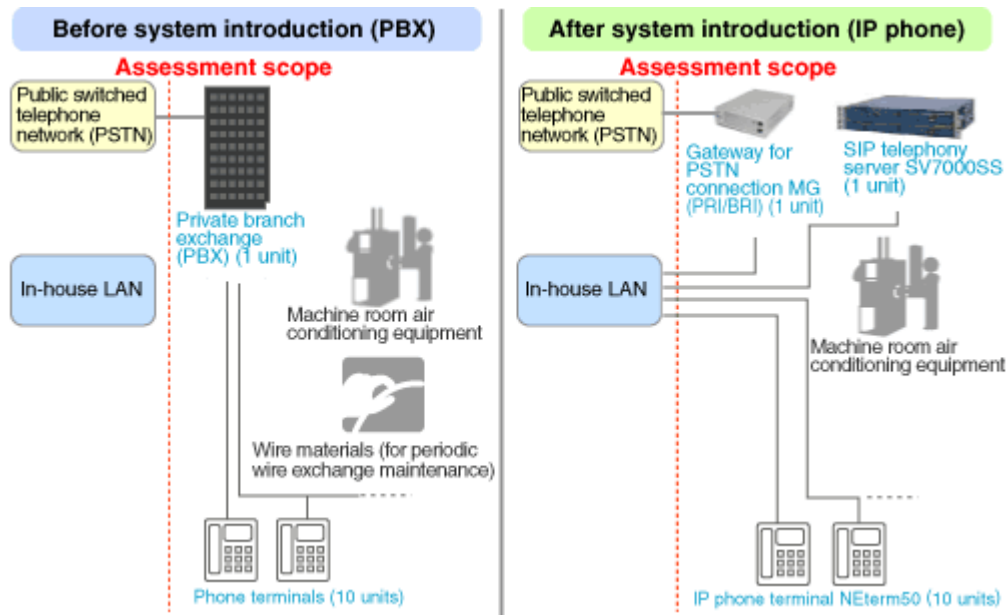 Before system introduction (PBX)
Assessment scope
Public switched
telephone
network (PSTN)
Private branch
exchange
(PBX) (1 unit)
In-house LAN
Machine room air
conditioning equipment
Wire materials (for periodic
wire exchange maintenance)
Phone terminals (10 units)
After system introduction (IP phone)
Assessment scope
Public switched
telephone
network (PSTN)
Gateway for
PSTN
connection MG
(PRI/BRI) (1 unit)
SIP telephony
server SV7000SS
(1 unit)
In-house LAN
Machine room air
conditioning equipment
IP phone terminal NEterm50 (10 units)